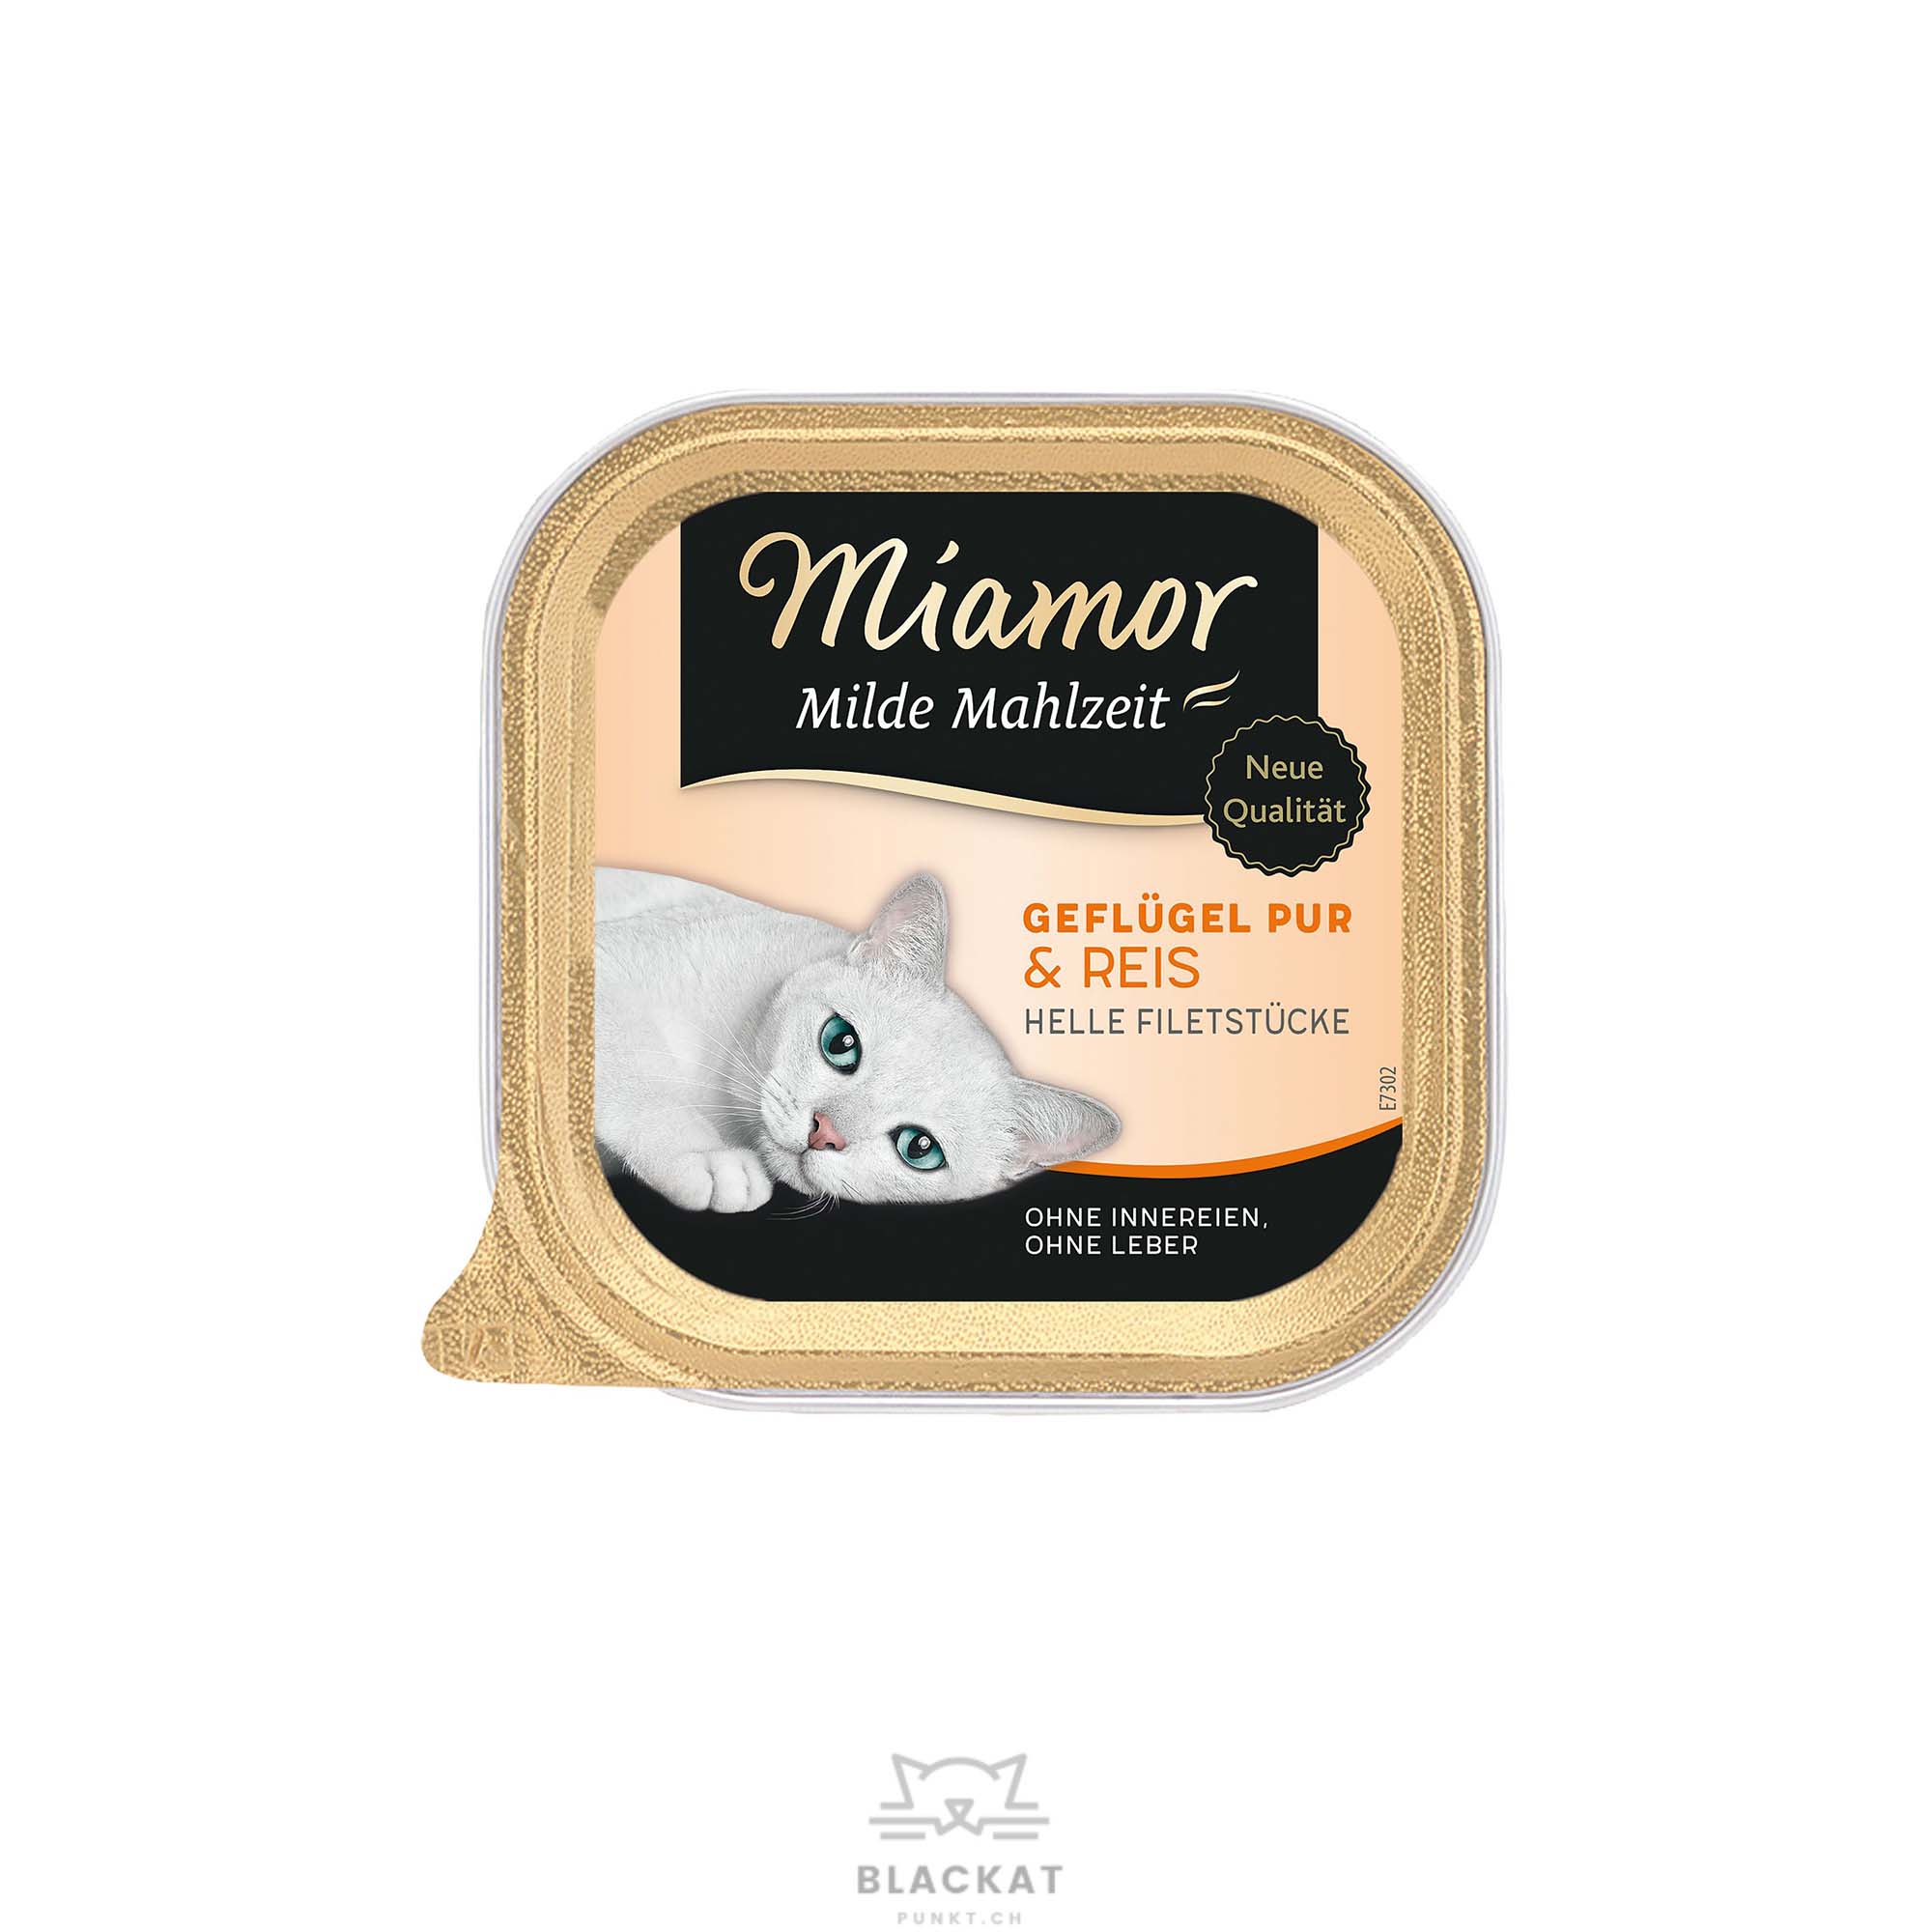 Miamor
Milde Mahlzeit
Neue
Qualität
GEFLÜGEL PUR
& REIS
HELLE FILETSTÜCKE
E7302
OHNE INNEREIEN,
OHNE LEBER
BLACKAT
PUNKT.CH